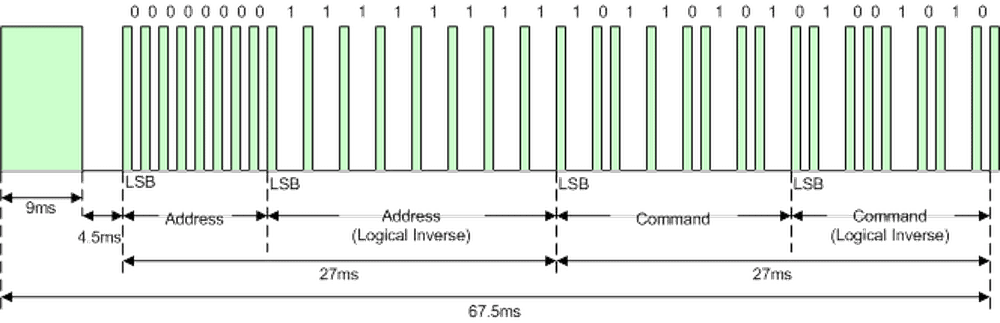 0 0 0 0 0 0 0 0 1 1 1 1 1 1 1 1 1 0 1 1 0 1 0 1 0 1 0 0 1 0 1 0
LSB LSB LSB LSB
9ms
Address
Address
(Logical Inverse)
Command
Command
(Logical Inverse)
4.5ms
27ms 27ms
67.5ms